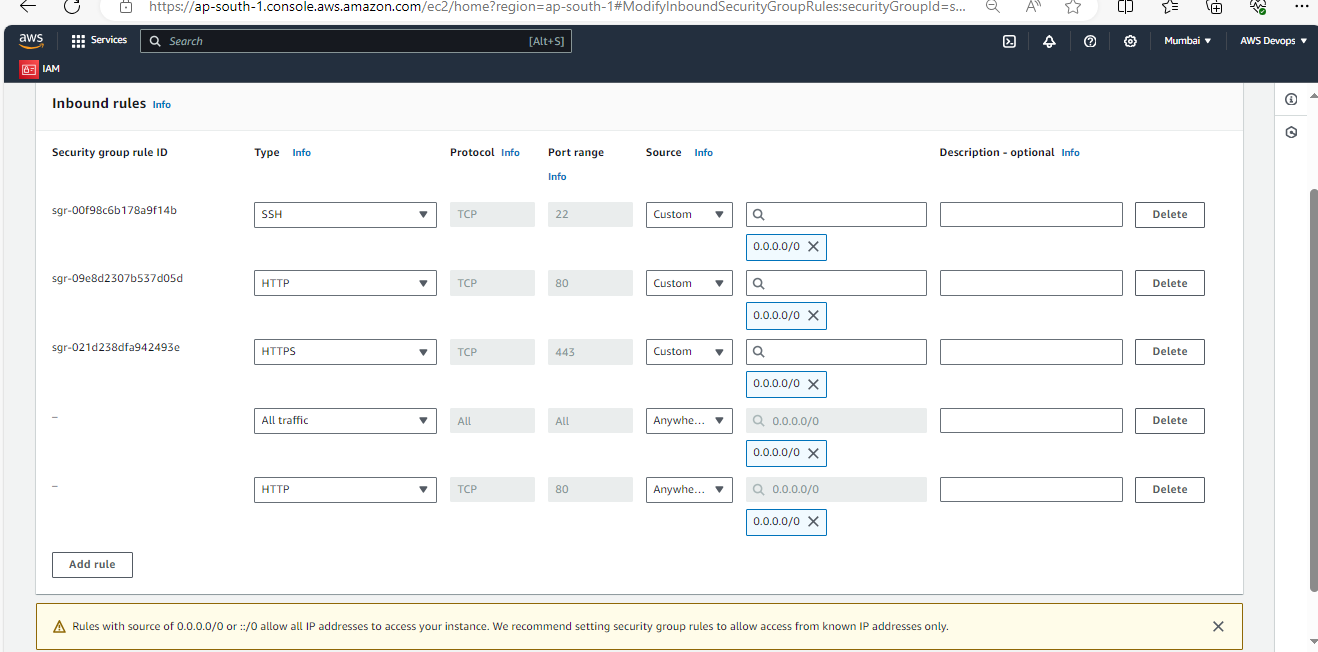 https://ap-south-1.console.aws.amazon.com/ec2/home?region=ap-south-1#ModifyInboundSecurityGroupRules:securityGroupId=s...
aws Services Search [Alt+S] Mumbai AWS Devops
IAM
Inbound rules Info
Security group rule ID Type Info Protocol Info Port range Source Info Description - optional Info
Info
sgr-00f98c6b178a9f14b SSH TCP 22 Custom Delete
0.0.0.0/0
sgr-09e8d2307b537d05d HTTP TCP 80 Custom Delete
0.0.0.0/0
sgr-021d238dfa942493e HTTPS TCP 443 Custom Delete
0.0.0.0/0
– All traffic All All Anywhe... 0.0.0.0/0 Delete
0.0.0.0/0
– HTTP TCP 80 Anywhe... 0.0.0.0/0 Delete
0.0.0.0/0
Add rule
Rules with source of 0.0.0.0/0 or ::/0 allow all IP addresses to access your instance. We recommend setting security group rules to allow access from known IP addresses only.